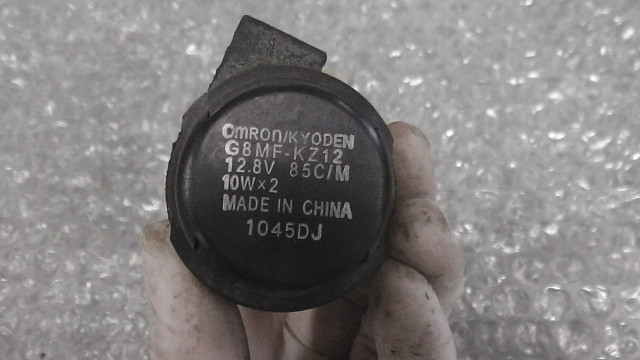 OmRon/KYODEN
G8MF-KZ12
12.8V 85C/M
10W×2
MADE IN CHINA
1045DJ